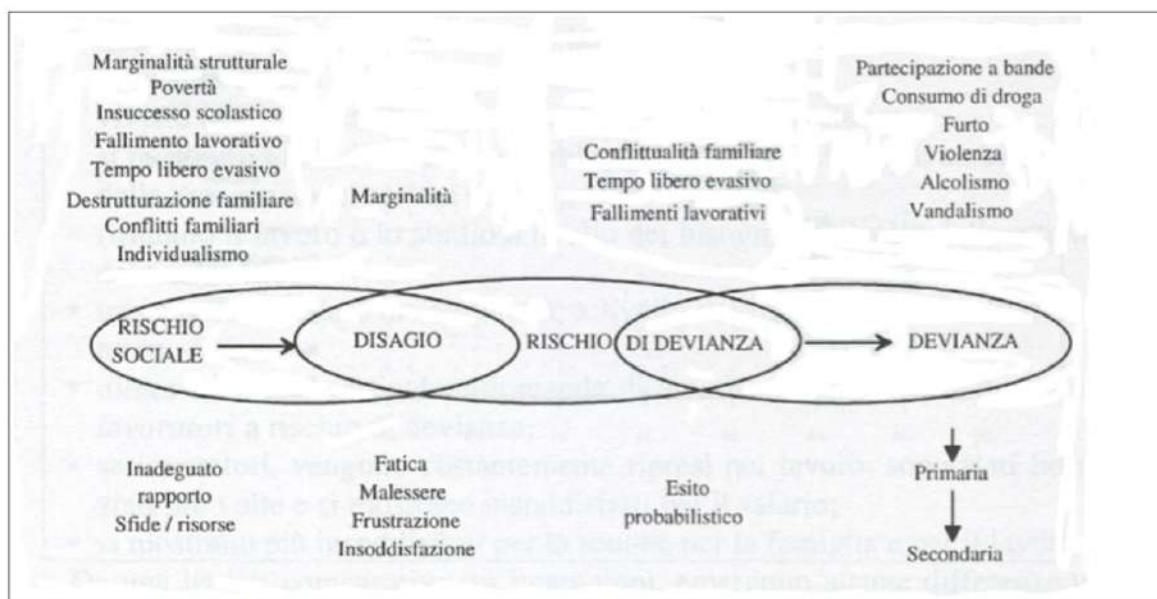 Marginalità strutturale
Povertà
Insuccesso scolastico
Fallimento lavorativo
Tempo libero evasivo
Destrutturazione familiare
Conflitti familiari
Individualismo
Marginalità
Conflittualità familiare
Tempo libero evasivo
Fallimenti lavorativi
Partecipazione a bande
Consumo di droga
Furto
Violenza
Alcolismo
Vandalismo
RISCHIO
SOCIALE
DISAGIO
RISCHIO
DI DEVIANZA
DEVIANZA
Inadeguato
rapporto
Sfide / risorse
Fatica
Malessere
Frustrazione
Insoddisfazione
Esito
probabilistico
Primaria
Secondaria